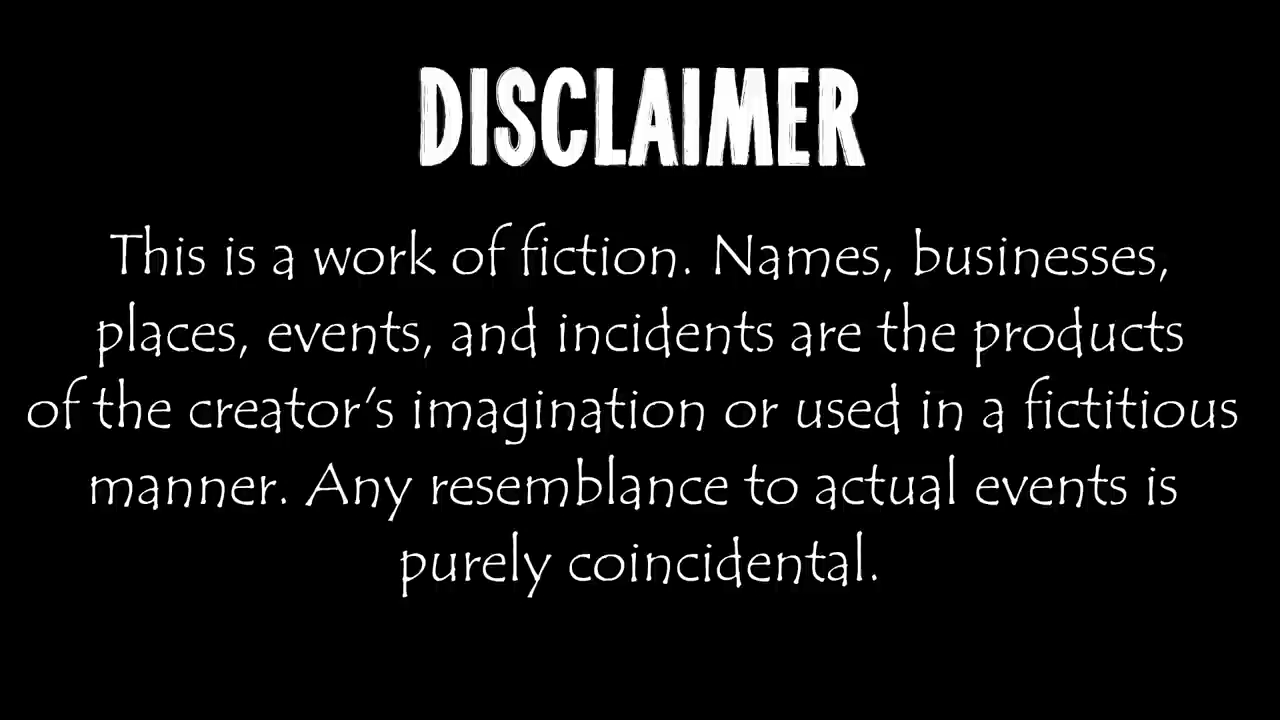 DISCLAIMER
This is a work of fiction. Names, businesses,
places, events, and incidents are the products
of the creator's imagination or used in a fictitious
manner. Any resemblance to actual events is
purely coincidental.